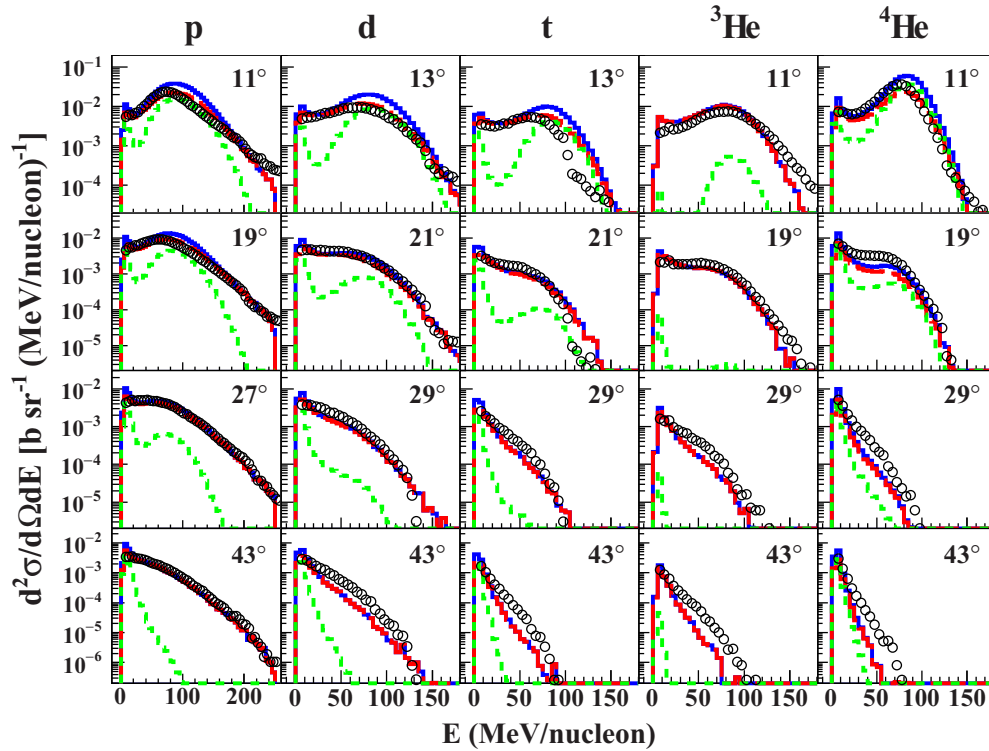 p d t ³He ⁴He
10⁻¹ 11° 13° 13° 11° 11°
10⁻²
10⁻³
10⁻⁴
10⁻² 19° 21° 21° 19° 19°
10⁻³
10⁻⁴
10⁻⁵
10⁻² 27° 29° 29° 29° 29°
10⁻³
10⁻⁴
10⁻⁵
10⁻² 43° 43° 43° 43° 43°
10⁻³
10⁻⁴
10⁻⁵
10⁻⁶
0 100 200 0 50 100 150 0 50 100 150 0 50 100 150 0 50 100 150
d²σ/dΩdE [b sr⁻¹ (MeV/nucleon)⁻¹]
E (MeV/nucleon)